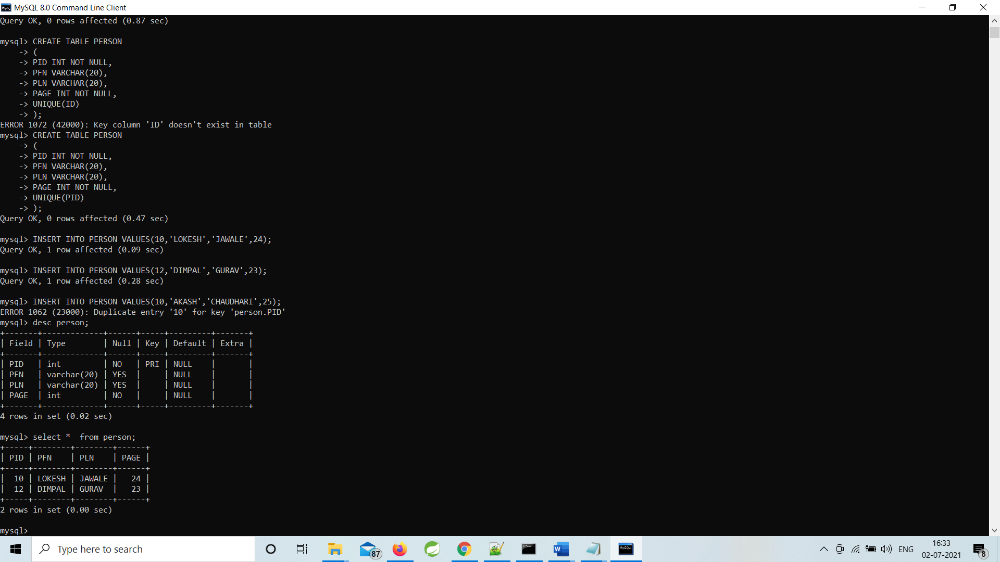 MySQL 8.0 Command Line Client
Query OK, 0 rows affected (0.87 sec)
mysql> CREATE TABLE PERSON
    -> (
    -> PID INT NOT NULL,
    -> PFN VARCHAR(20),
    -> PLN VARCHAR(20),
    -> PAGE INT NOT NULL,
    -> UNIQUE(ID)
    -> );
ERROR 1072 (42000): Key column 'ID' doesn't exist in table
mysql> CREATE TABLE PERSON
    -> (
    -> PID INT NOT NULL,
    -> PFN VARCHAR(20),
    -> PLN VARCHAR(20),
    -> PAGE INT NOT NULL,
    -> UNIQUE(PID)
    -> );
Query OK, 0 rows affected (0.47 sec)
mysql> INSERT INTO PERSON VALUES(10,'LOKESH','JAWALE',24);
Query OK, 1 row affected (0.09 sec)
mysql> INSERT INTO PERSON VALUES(12,'DIMPAL','GURAV',23);
Query OK, 1 row affected (0.28 sec)
mysql> INSERT INTO PERSON VALUES(10,'AKASH','CHAUDHARI',25);
ERROR 1062 (23000): Duplicate entry '10' for key 'person.PID'
mysql> desc person;
+-------+-------------+------+-----+---------+-------+
| Field | Type        | Null | Key | Default | Extra |
+-------+-------------+------+-----+---------+-------+
| PID   | int         | NO   | PRI | NULL    |       |
| PFN   | varchar(20) | YES  |     | NULL    |       |
| PLN   | varchar(20) | YES  |     | NULL    |       |
| PAGE  | int         | NO   |     | NULL    |       |
+-------+-------------+------+-----+---------+-------+
4 rows in set (0.02 sec)
mysql> select *  from person;
+-----+--------+--------+------+
| PID | PFN    | PLN    | PAGE |
+-----+--------+--------+------+
|  10 | LOKESH | JAWALE |   24 |
|  12 | DIMPAL | GURAV  |   23 |
+-----+--------+--------+------+
2 rows in set (0.00 sec)
mysql>
Type here to search
87
ENG
16:33
02-07-2021
8